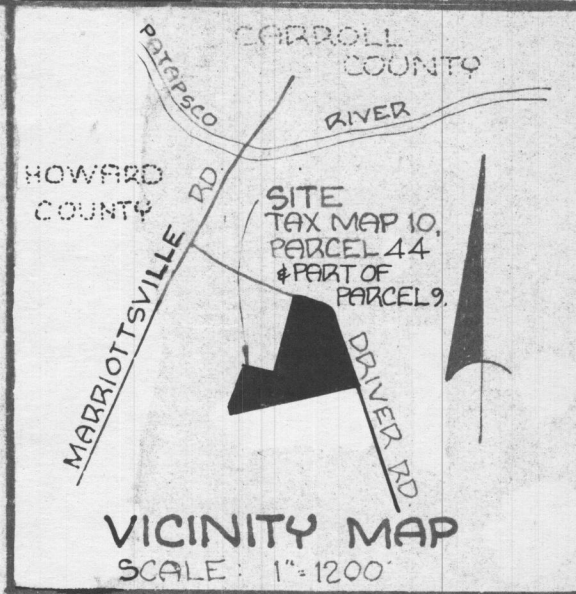 CARROLL
COUNTY
PATAPSCO
RIVER
HOWARD
COUNTY
MARRIOTTSVILLE RD.
SITE
TAX MAP 10,
PARCEL 44
& PART OF
PARCEL 9.
DRIVER RD.
VICINITY MAP
SCALE: 1"=1200'